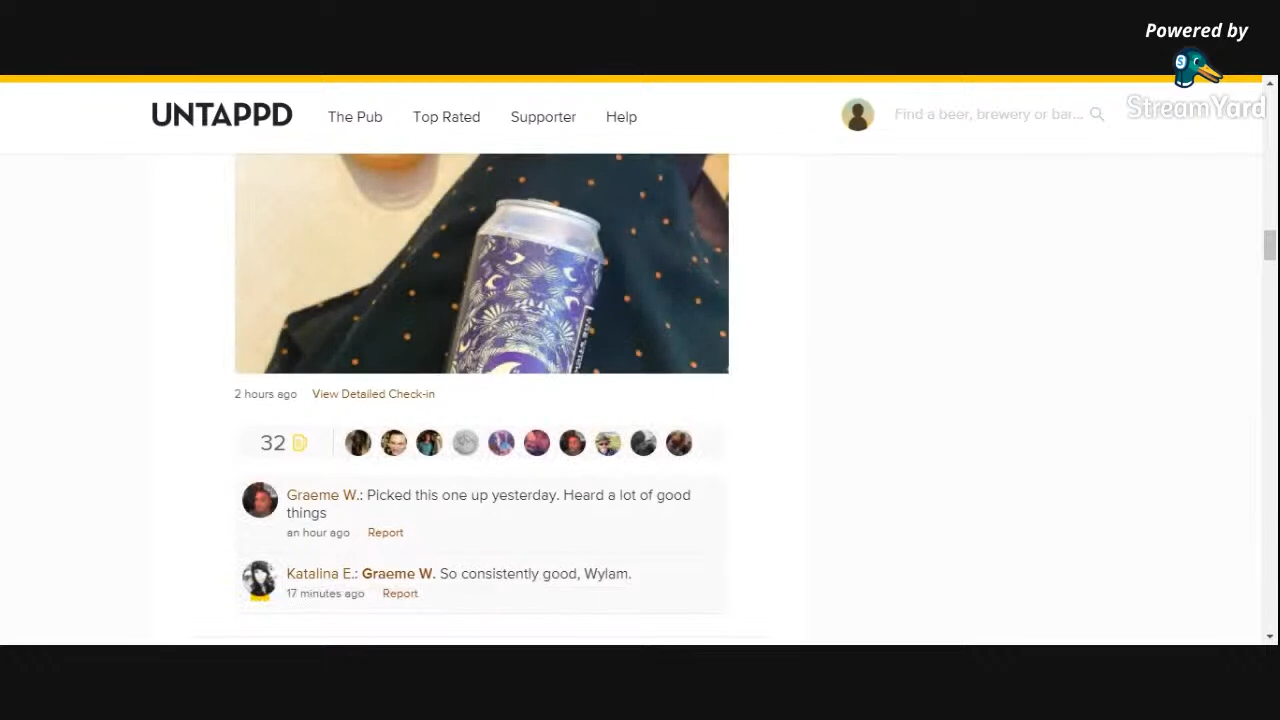 Powered by
StreamYard
UNTAPPD
The Pub
Top Rated
Supporter
Help
Find a beer, brewery or bar...
2 hours ago
View Detailed Check-in
32
Graeme W.: Picked this one up yesterday. Heard a lot of good
things
an hour ago
Report
Katalina E.: Graeme W. So consistently good, Wylam.
17 minutes ago
Report